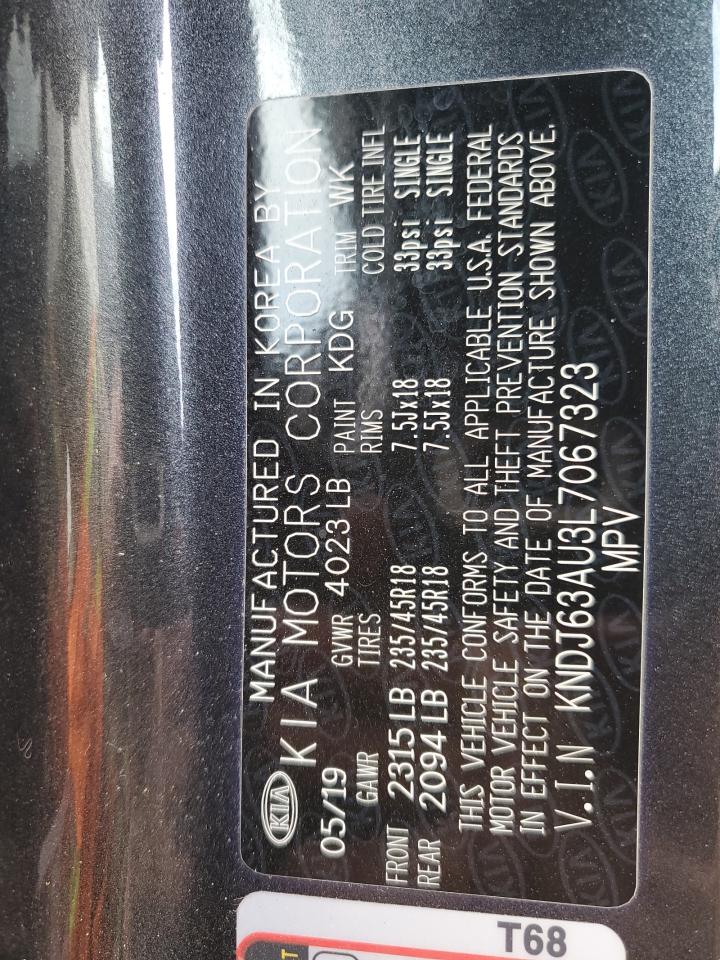 MANUFACTURED IN KOREA BY
KIA KIA MOTORS CORPORATION
05/19 GVWR 4023 LB PAINT KDG TRIM WK
GAWR TIRES RIMS COLD TIRE INFL
FRONT 2315 LB 235/45R18 7.5Jx18 33psi SINGLE
REAR 2094 LB 235/45R18 7.5Jx18 33psi SINGLE
THIS VEHICLE CONFORMS TO ALL APPLICABLE U.S.A. FEDERAL
MOTOR VEHICLE SAFETY AND THEFT PREVENTION STANDARDS
IN EFFECT ON THE DATE OF MANUFACTURE SHOWN ABOVE.
V.I.N KNDJ63AU3L7067323
MPV
T68